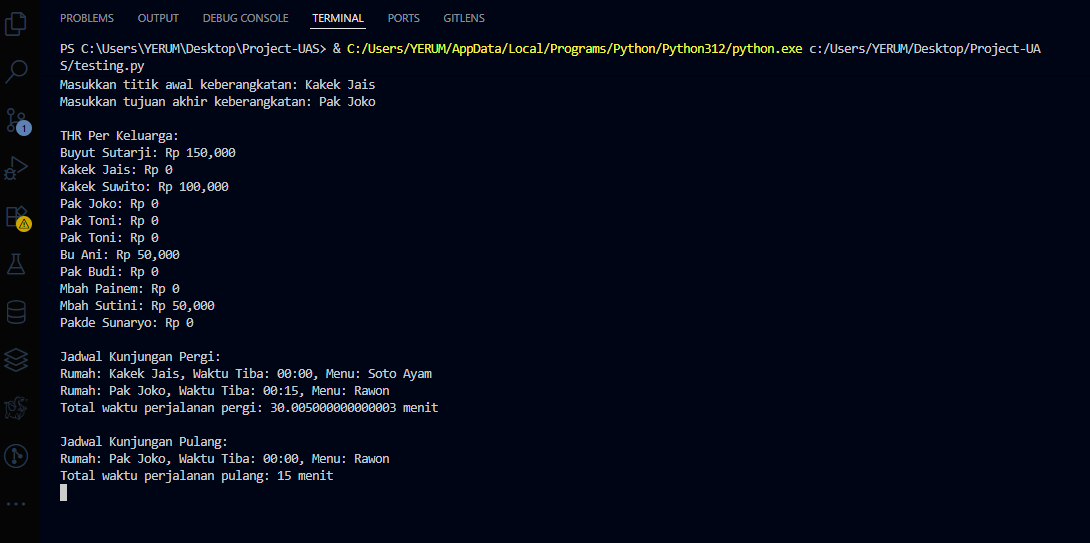 PROBLEMS OUTPUT DEBUG CONSOLE TERMINAL PORTS GITLENS
PS C:\Users\YERUM\Desktop\Project-UAS> & C:/Users/YERUM/AppData/Local/Programs/Python/Python312/python.exe c:/Users/YERUM/Desktop/Project-UA
S/testing.py
Masukkan titik awal keberangkatan: Kakek Jais
Masukkan tujuan akhir keberangkatan: Pak Joko
THR Per Keluarga:
Buyut Sutarji: Rp 150,000
Kakek Jais: Rp 0
Kakek Suwito: Rp 100,000
Pak Joko: Rp 0
Pak Toni: Rp 0
Pak Toni: Rp 0
Bu Ani: Rp 50,000
Pak Budi: Rp 0
Mbah Painem: Rp 0
Mbah Sutini: Rp 50,000
Pakde Sunaryo: Rp 0
Jadwal Kunjungan Pergi:
Rumah: Kakek Jais, Waktu Tiba: 00:00, Menu: Soto Ayam
Rumah: Pak Joko, Waktu Tiba: 00:15, Menu: Rawon
Total waktu perjalanan pergi: 30.005000000000003 menit
Jadwal Kunjungan Pulang:
Rumah: Pak Joko, Waktu Tiba: 00:00, Menu: Rawon
Total waktu perjalanan pulang: 15 menit
1